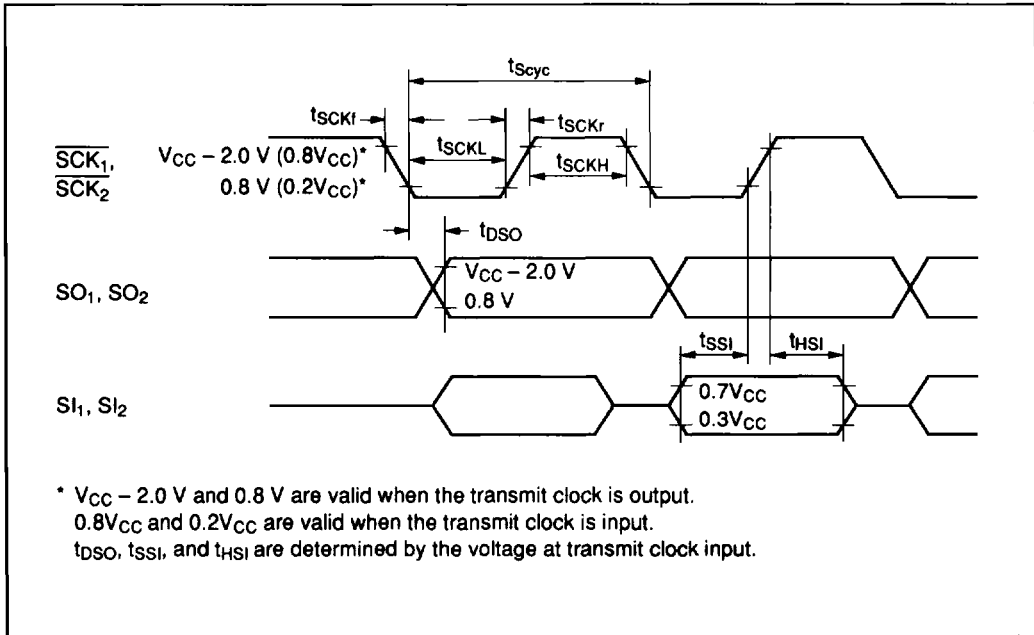 tScyc
tSCKf
tSCKr
tSCKL
tSCKH
SCK1,
SCK2
VCC – 2.0 V (0.8VCC)*
0.8 V (0.2VCC)*
tDSO
SO1, SO2
VCC – 2.0 V
0.8 V
tSSI
tHSI
SI1, SI2
0.7VCC
0.3VCC
* VCC – 2.0 V and 0.8 V are valid when the transmit clock is output.
0.8VCC and 0.2VCC are valid when the transmit clock is input.
tDSO, tSSI, and tHSI are determined by the voltage at transmit clock input.